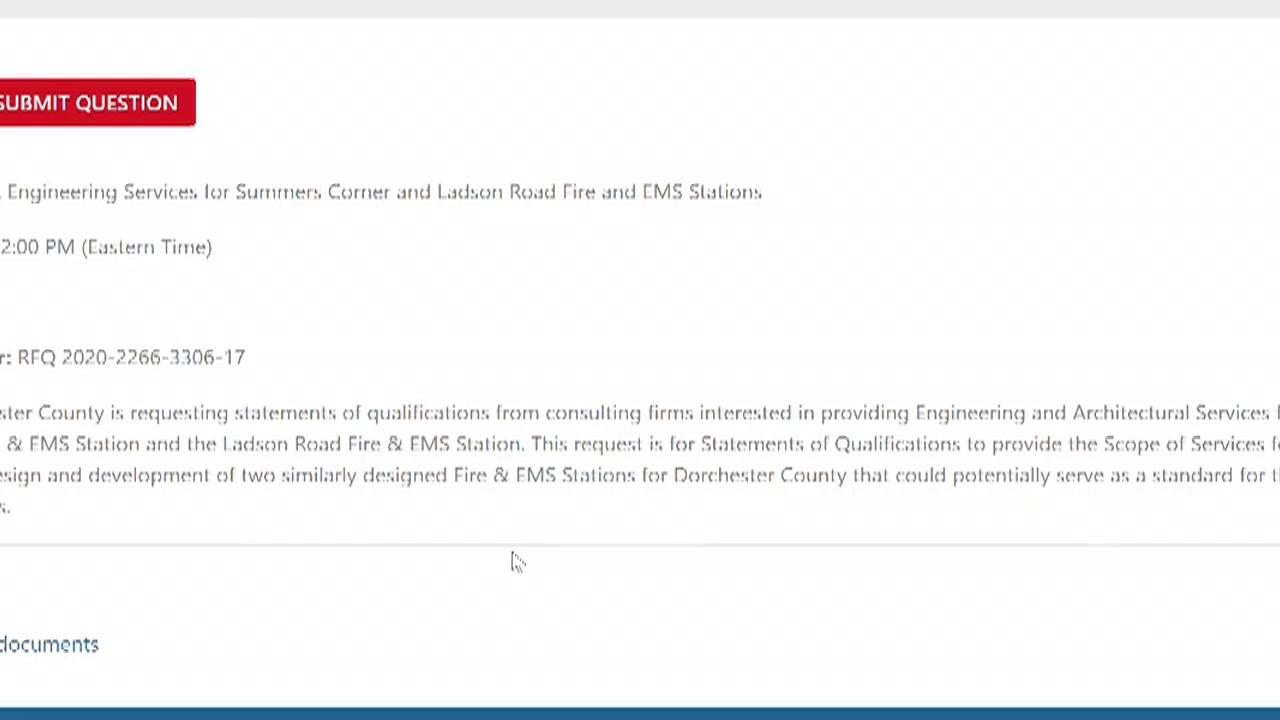 SUBMIT QUESTION
Engineering Services for Summers Corner and Ladson Road Fire and EMS Stations
2:00 PM (Eastern Time)
r: RFQ 2020-2266-3306-17
ster County is requesting statements of qualifications from consulting firms interested in providing Engineering and Architectural Services
& EMS Station and the Ladson Road Fire & EMS Station. This request is for Statements of Qualifications to provide the Scope of Services f
esign and development of two similarly designed Fire & EMS Stations for Dorchester County that could potentially serve as a standard for t
s.
documents